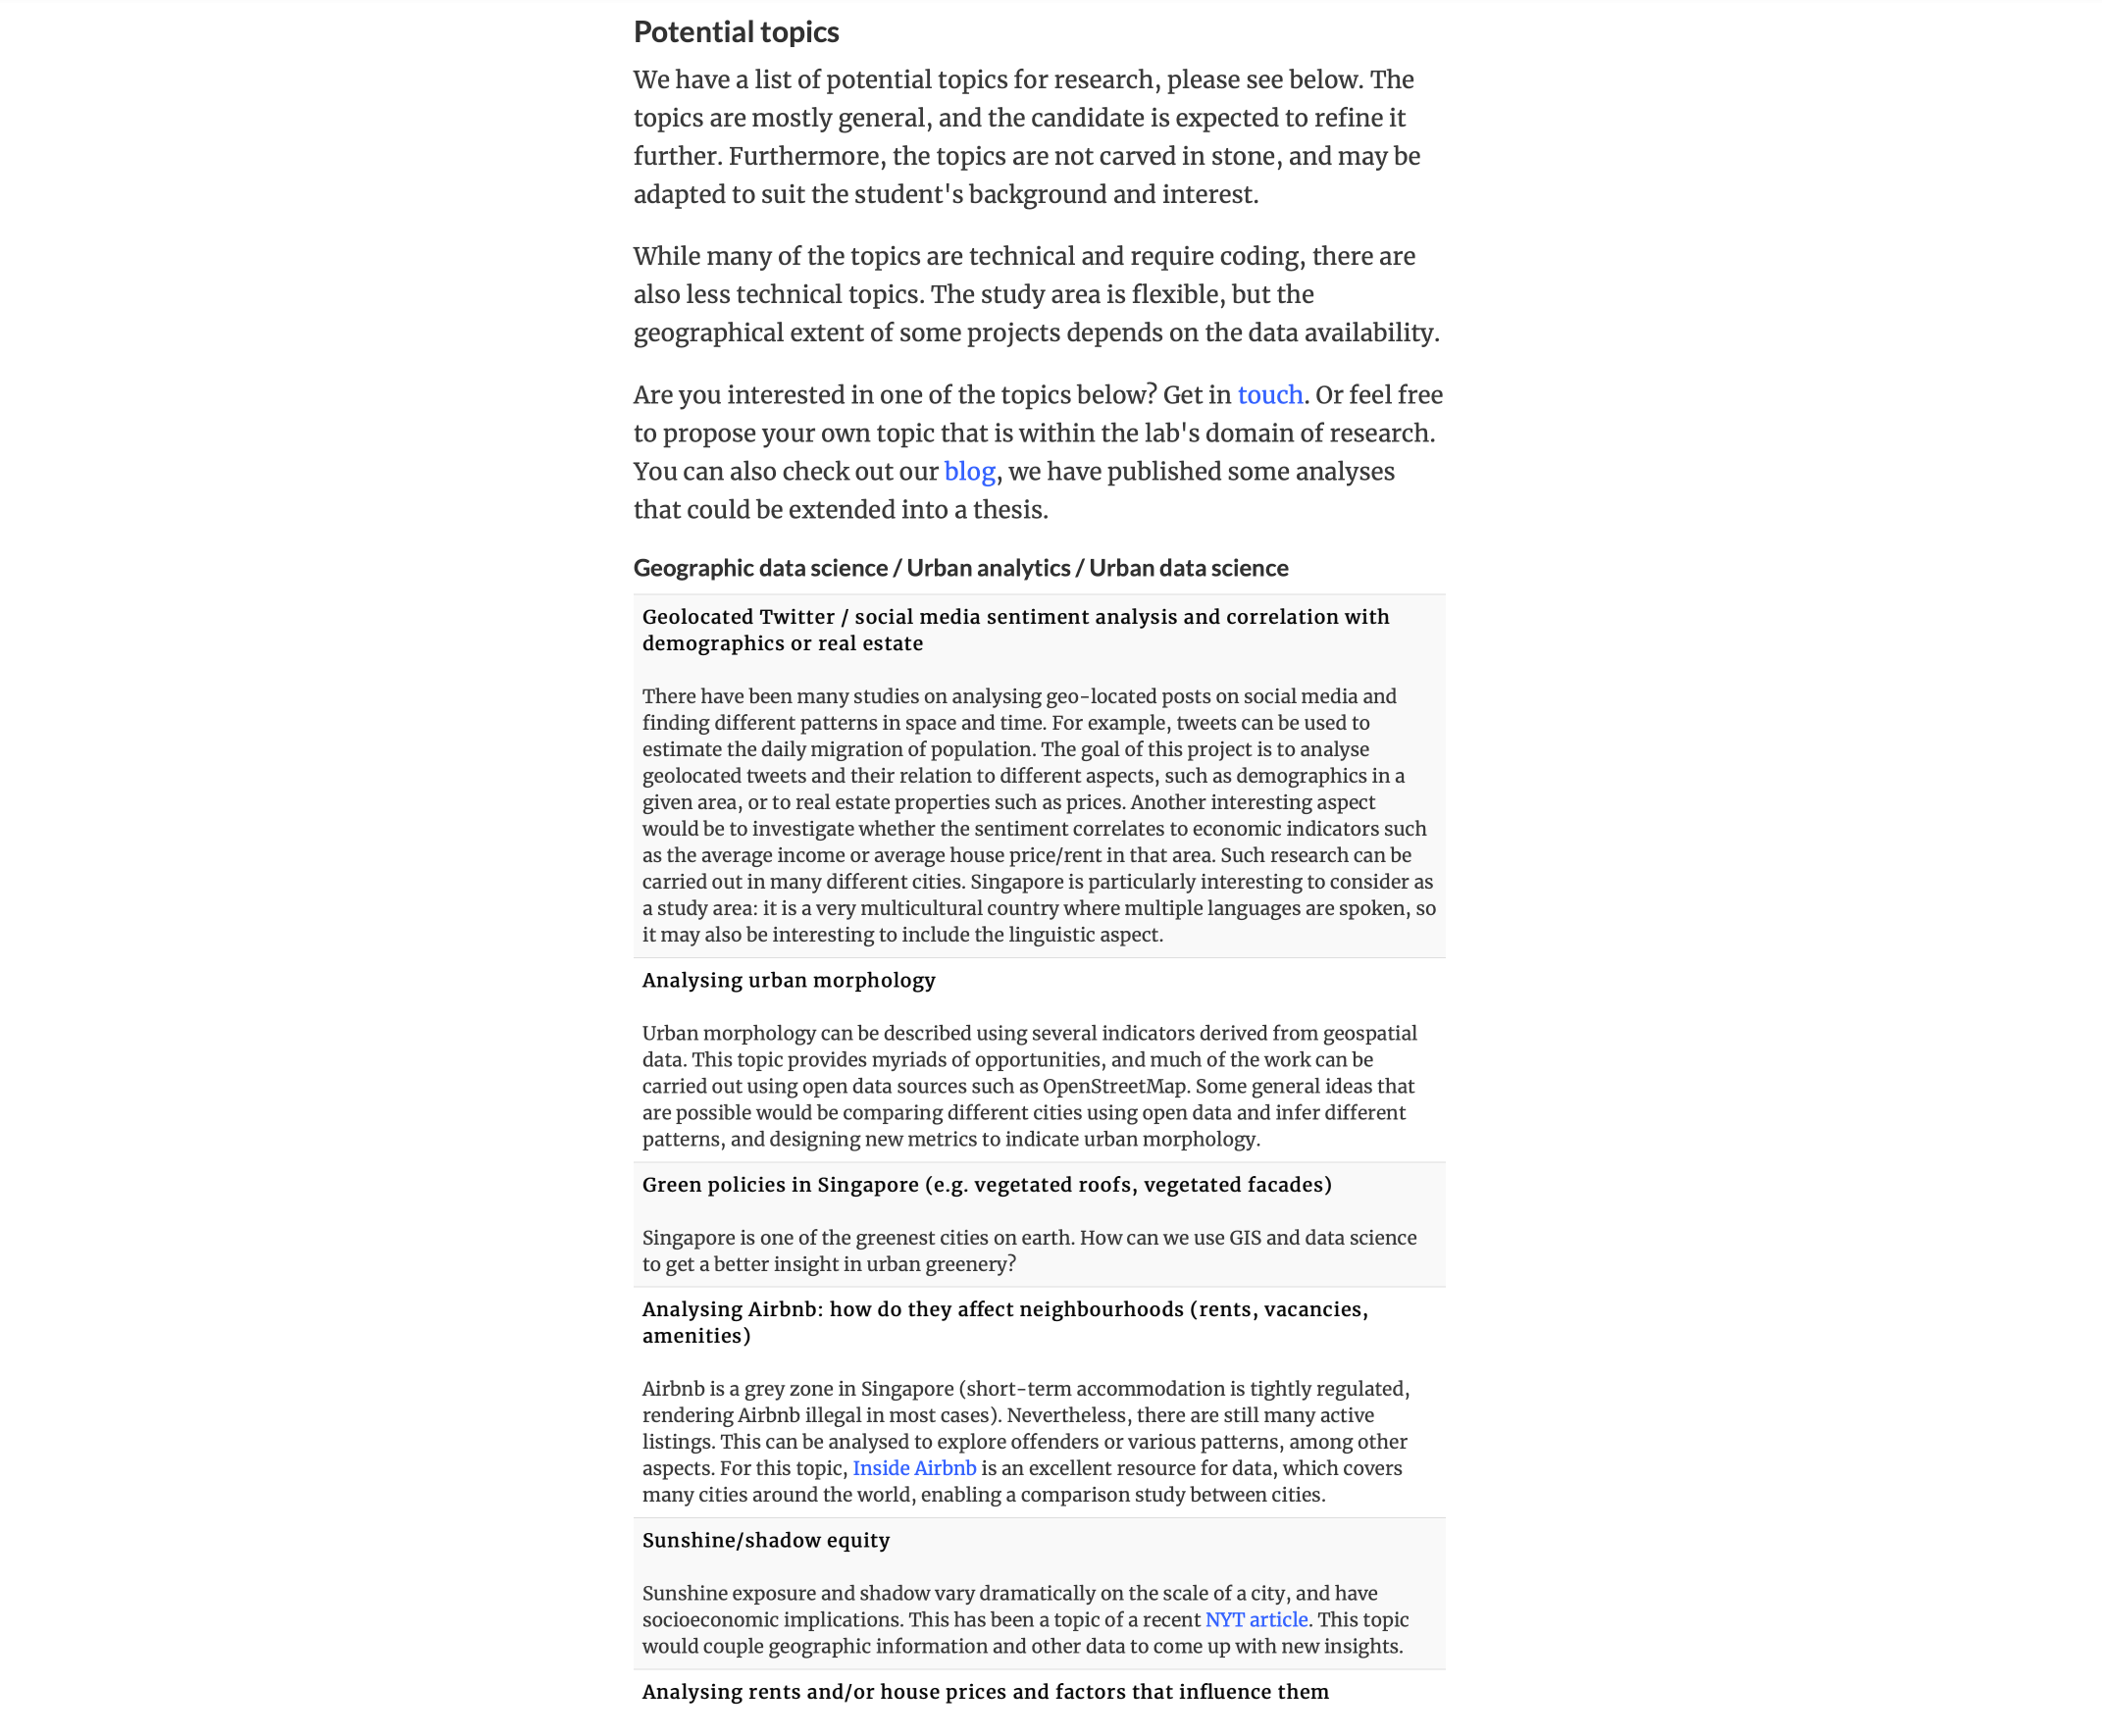 Potential topics
We have a list of potential topics for research, please see below. The
topics are mostly general, and the candidate is expected to refine it
further. Furthermore, the topics are not carved in stone, and may be
adapted to suit the student's background and interest.
While many of the topics are technical and require coding, there are
also less technical topics. The study area is flexible, but the
geographical extent of some projects depends on the data availability.
Are you interested in one of the topics below? Get in touch. Or feel free
to propose your own topic that is within the lab's domain of research.
You can also check out our blog, we have published some analyses
that could be extended into a thesis.
Geographic data science / Urban analytics / Urban data science
Geolocated Twitter / social media sentiment analysis and correlation with
demographics or real estate
There have been many studies on analysing geo-located posts on social media and
finding different patterns in space and time. For example, tweets can be used to
estimate the daily migration of population. The goal of this project is to analyse
geolocated tweets and their relation to different aspects, such as demographics in a
given area, or to real estate properties such as prices. Another interesting aspect
would be to investigate whether the sentiment correlates to economic indicators such
as the average income or average house price/rent in that area. Such research can be
carried out in many different cities. Singapore is particularly interesting to consider as
a study area: it is a very multicultural country where multiple languages are spoken, so
it may also be interesting to include the linguistic aspect.
Analysing urban morphology
Urban morphology can be described using several indicators derived from geospatial
data. This topic provides myriads of opportunities, and much of the work can be
carried out using open data sources such as OpenStreetMap. Some general ideas that
are possible would be comparing different cities using open data and infer different
patterns, and designing new metrics to indicate urban morphology.
Green policies in Singapore (e.g. vegetated roofs, vegetated facades)
Singapore is one of the greenest cities on earth. How can we use GIS and data science
to get a better insight in urban greenery?
Analysing Airbnb: how do they affect neighbourhoods (rents, vacancies,
amenities)
Airbnb is a grey zone in Singapore (short-term accommodation is tightly regulated,
rendering Airbnb illegal in most cases). Nevertheless, there are still many active
listings. This can be analysed to explore offenders or various patterns, among other
aspects. For this topic, Inside Airbnb is an excellent resource for data, which covers
many cities around the world, enabling a comparison study between cities.
Sunshine/shadow equity
Sunshine exposure and shadow vary dramatically on the scale of a city, and have
socioeconomic implications. This has been a topic of a recent NYT article. This topic
would couple geographic information and other data to come up with new insights.
Analysing rents and/or house prices and factors that influence them